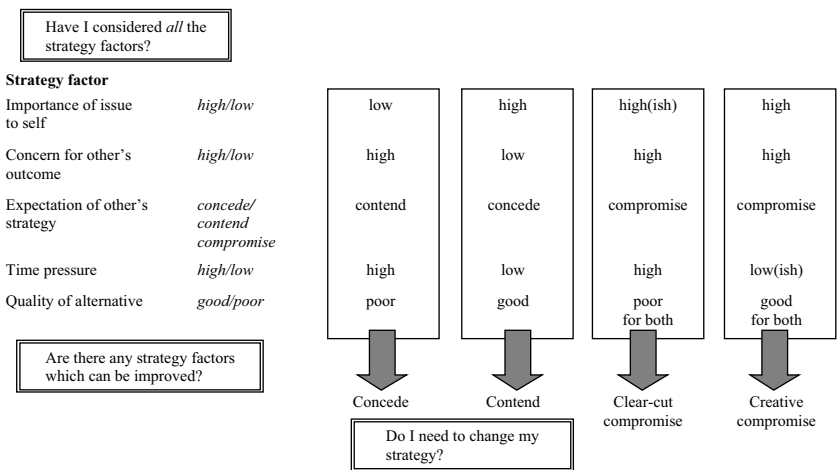 Have I considered all the
strategy factors?
Strategy factor
Importance of issue
to self
high/low
low
high
high(ish)
high
Concern for other's
outcome
high/low
high
low
high
high
Expectation of other's
strategy
concede/
contend
compromise
contend
concede
compromise
compromise
Time pressure
high/low
high
low
high
low(ish)
Quality of alternative
good/poor
poor
good
poor
for both
good
for both
Are there any strategy factors
which can be improved?
Concede
Contend
Clear-cut
compromise
Creative
compromise
Do I need to change my
strategy?